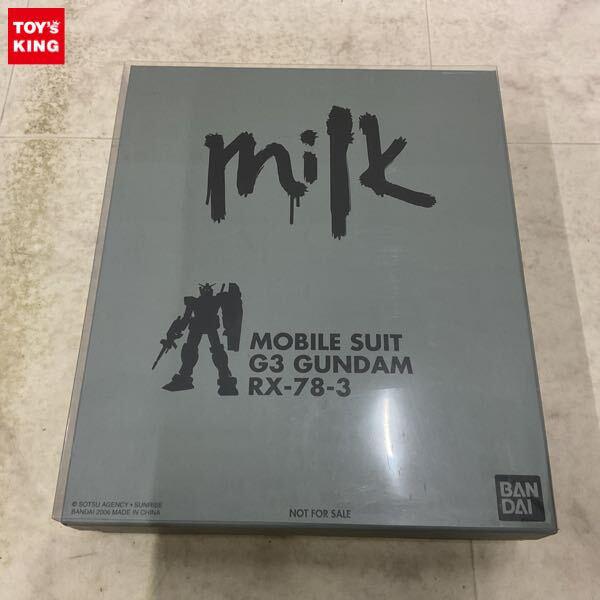 TOY's
KING
milk
MOBILE SUIT
G3 GUNDAM
RX-78-3
© SOTSU AGENCY • SUNRISE
BANDAI 2006 MADE IN CHINA
NOT FOR SALE
BAN
DAI